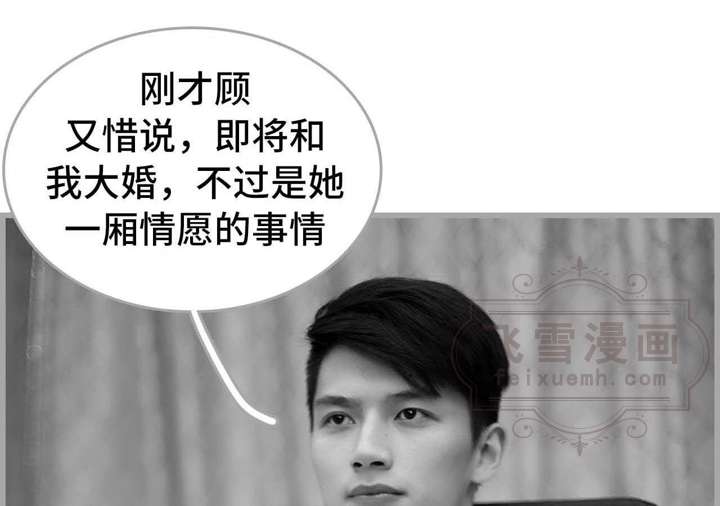 刚才顾
又惜说，即将和
我大婚，不过是她
一厢情愿的事情
飞雪漫画
feixuemh.com